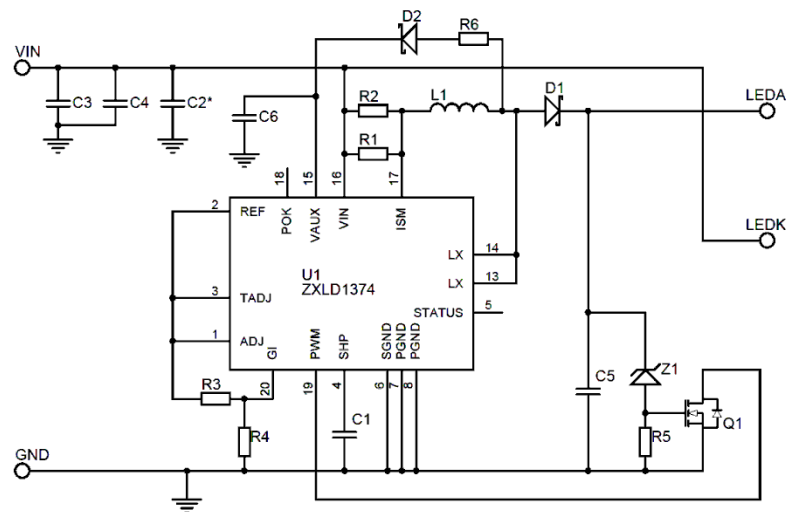 D2
R6
VIN
C3
C4
C2*
C6
R2
L1
D1
LEDA
R1
18
15
16
17
2
REF
POK
VAUX
VIN
ISM
LEDK
U1
ZXLD1374
LX
14
LX
13
3
TADJ
STATUS
5
1
ADJ
GI
PWM
SHP
SGND
PGND
PGND
20
19
4
6
7
8
R3
R4
C1
C5
Z1
R5
Q1
GND